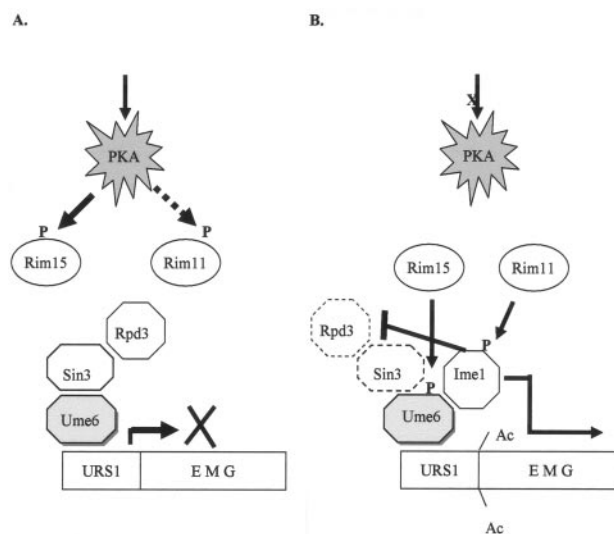 A.
PKA
P
P
Rim15
Rim11
Rpd3
Sin3
Ume6
X
URS1
E M G
B.
X
PKA
Rim15
Rim11
Rpd3
P
Sin3
P
Ime1
Ume6
Ac
URS1
E M G
Ac